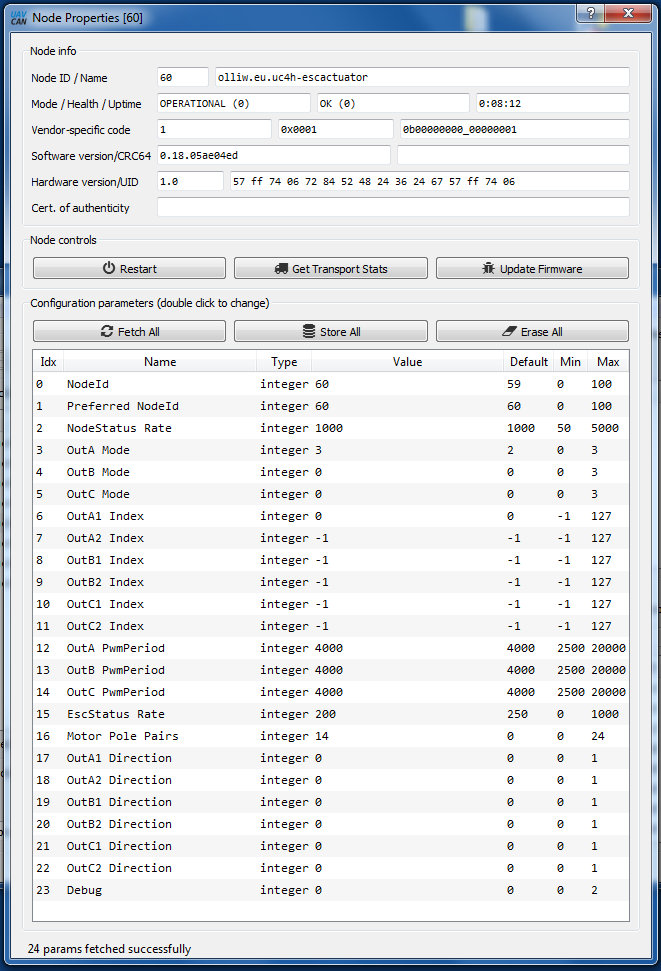 UAV CAN Node Properties [60]
Node info
Node ID / Name 60 olliw.eu.uc4h-escactuator
Mode / Health / Uptime OPERATIONAL (0) OK (0) 0:08:12
Vendor-specific code 1 0x0001 0b00000000_00000001
Software version/CRC64 0.18.05ae04ed
Hardware version/UID 1.0 57 ff 74 06 72 84 52 48 24 36 24 67 57 ff 74 06
Cert. of authenticity
Node controls
Restart Get Transport Stats Update Firmware
Configuration parameters (double click to change)
Fetch All Store All Erase All
Idx Name Type Value Default Min Max
0 NodeId integer 60 59 0 100
1 Preferred NodeId integer 60 60 0 100
2 NodeStatus Rate integer 1000 1000 50 5000
3 OutA Mode integer 3 2 0 3
4 OutB Mode integer 0 0 0 3
5 OutC Mode integer 0 0 0 3
6 OutA1 Index integer 0 0 -1 127
7 OutA2 Index integer -1 -1 -1 127
8 OutB1 Index integer -1 -1 -1 127
9 OutB2 Index integer -1 -1 -1 127
10 OutC1 Index integer -1 -1 -1 127
11 OutC2 Index integer -1 -1 -1 127
12 OutA PwmPeriod integer 4000 4000 2500 20000
13 OutB PwmPeriod integer 4000 4000 2500 20000
14 OutC PwmPeriod integer 4000 4000 2500 20000
15 EscStatus Rate integer 200 250 0 1000
16 Motor Pole Pairs integer 14 0 0 24
17 OutA1 Direction integer 0 0 0 1
18 OutA2 Direction integer 0 0 0 1
19 OutB1 Direction integer 0 0 0 1
20 OutB2 Direction integer 0 0 0 1
21 OutC1 Direction integer 0 0 0 1
22 OutC2 Direction integer 0 0 0 1
23 Debug integer 0 0 0 2
24 params fetched successfully